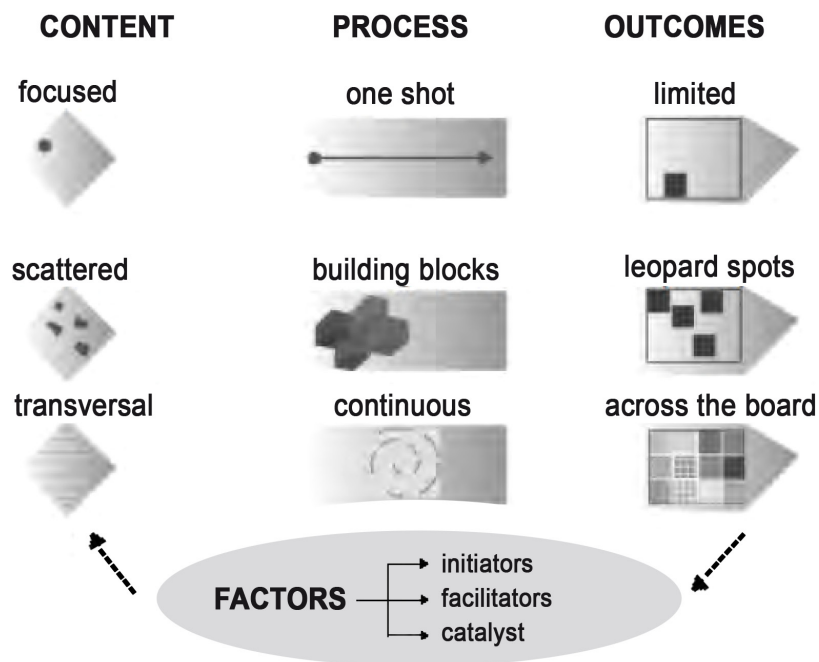 CONTENT PROCESS OUTCOMES
focused one shot limited
scattered building blocks leopard spots
transversal continuous across the board
initiators
FACTORS facilitators
catalyst